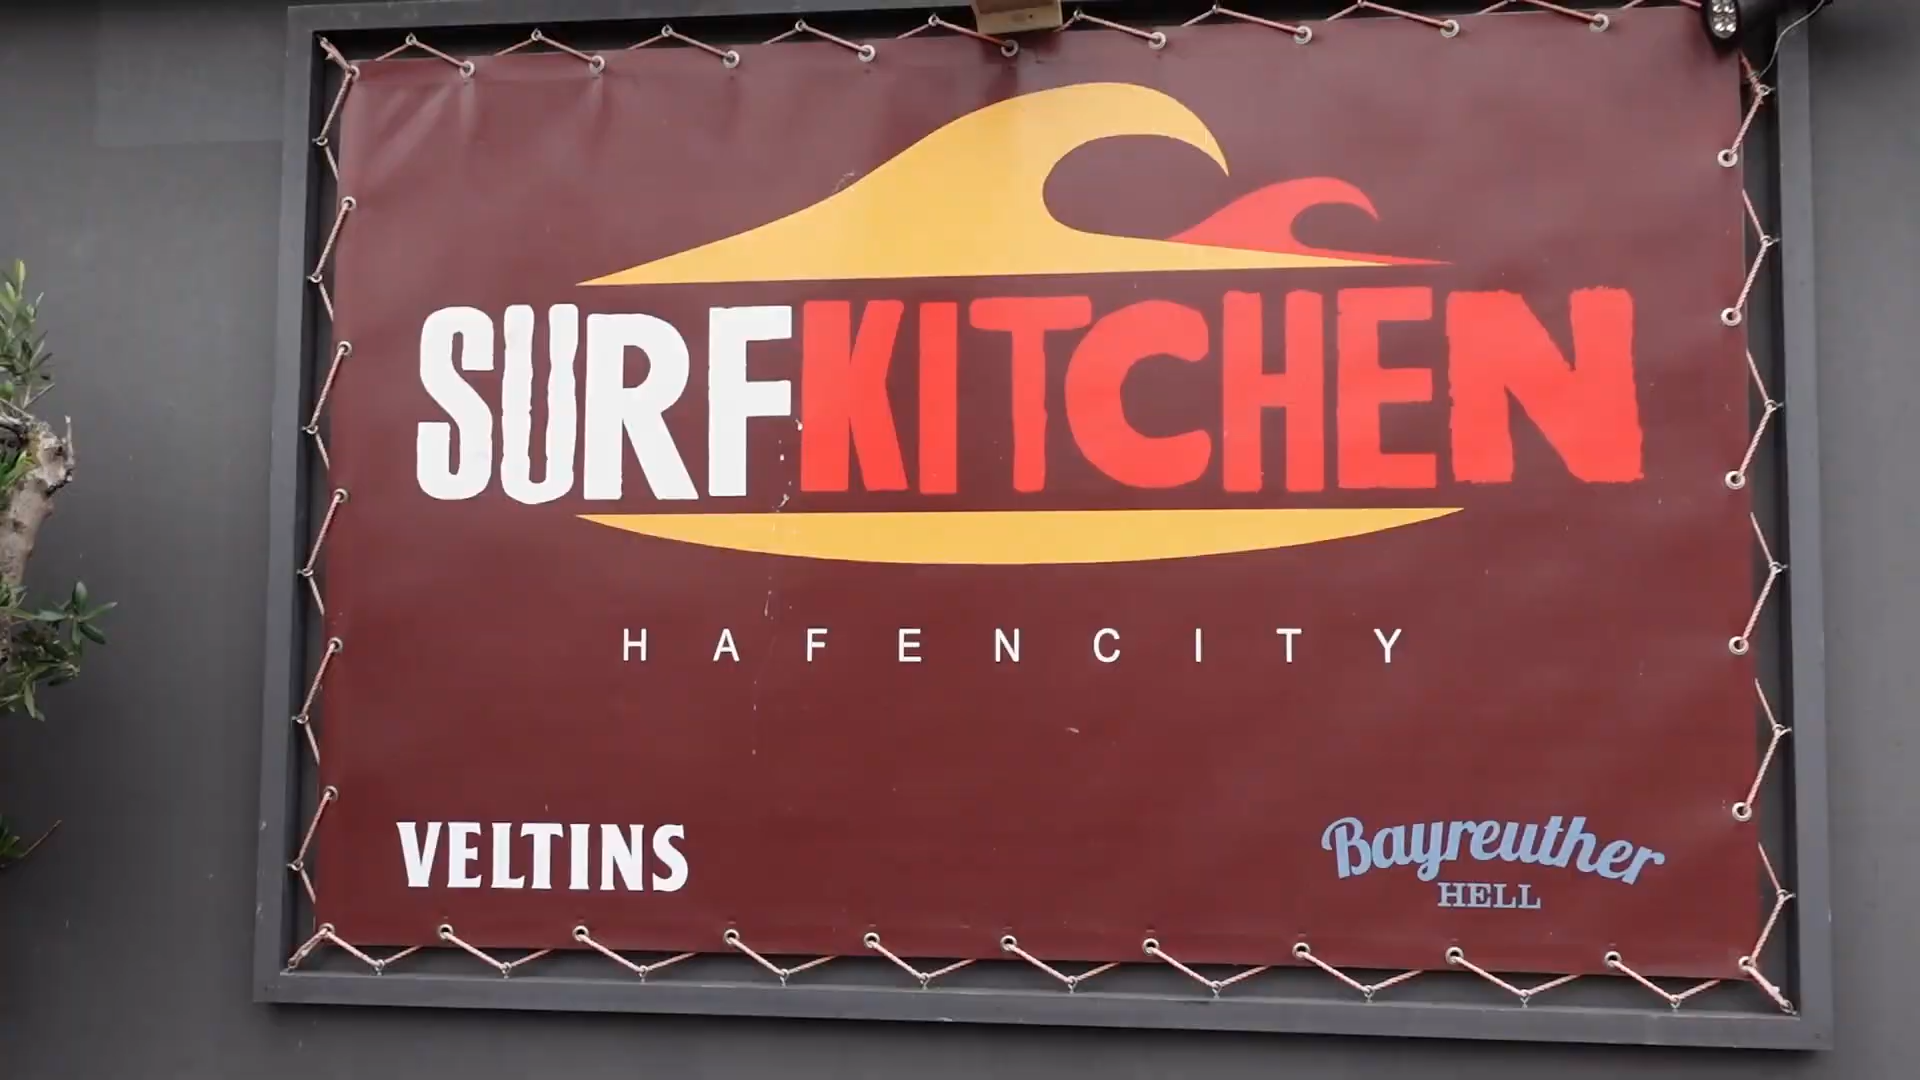 SURFKITCHEN
HAFENCITY
VELTINS
Bayreuther
HELL